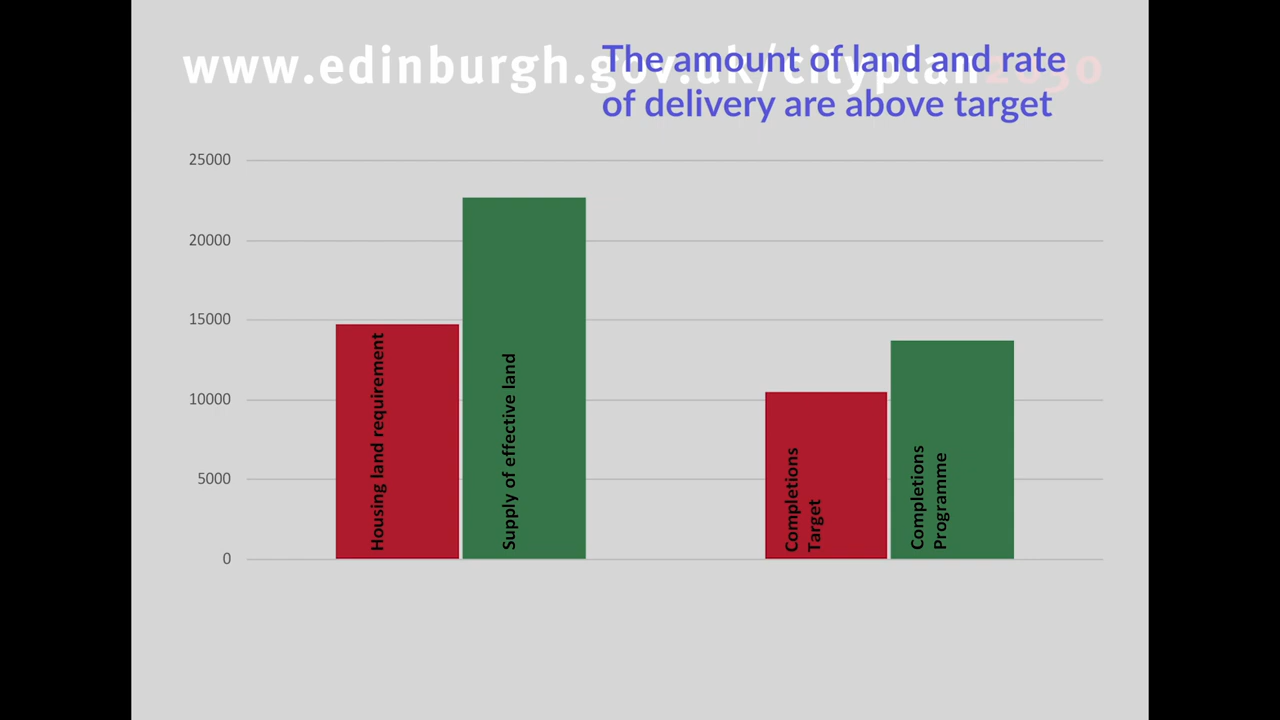 www.edinburgh.gov.uk/cityplan2030
The amount of land and rate
of delivery are above target
25000
20000
15000
10000
5000
0
Housing land requirement
Supply of effective land
Completions
Target
Completions
Programme